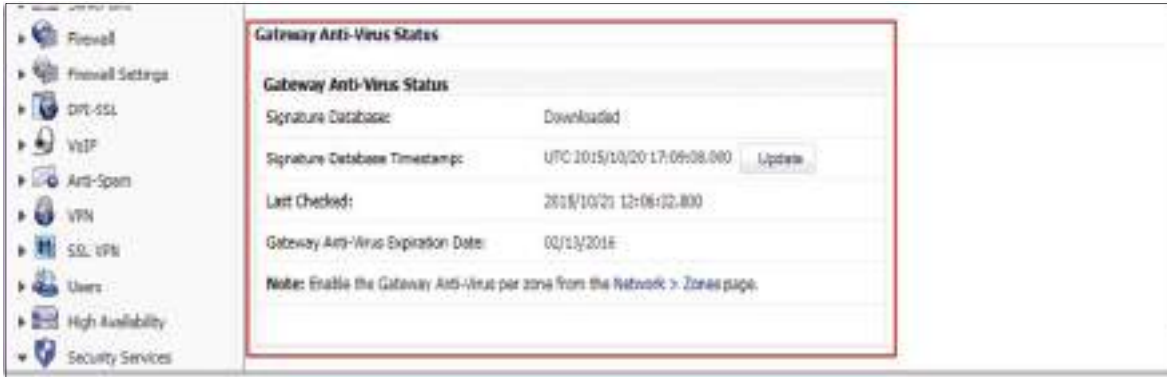 Firewall
Firewall Settings
DPI-SSL
VoIP
Anti-Spam
VPN
SSL VPN
Users
High Availability
Security Services
Gateway Anti-Virus Status
Gateway Anti-Virus Status
Signature Database: Downloaded
Signature Database Timestamp: UTC 2015/10/20 17:09:08.000 Update
Last Checked: 2015/10/21 12:06:02.800
Gateway Anti-Virus Expiration Date: 02/13/2016
Note: Enable the Gateway Anti-Virus per zone from the Network > Zones page.